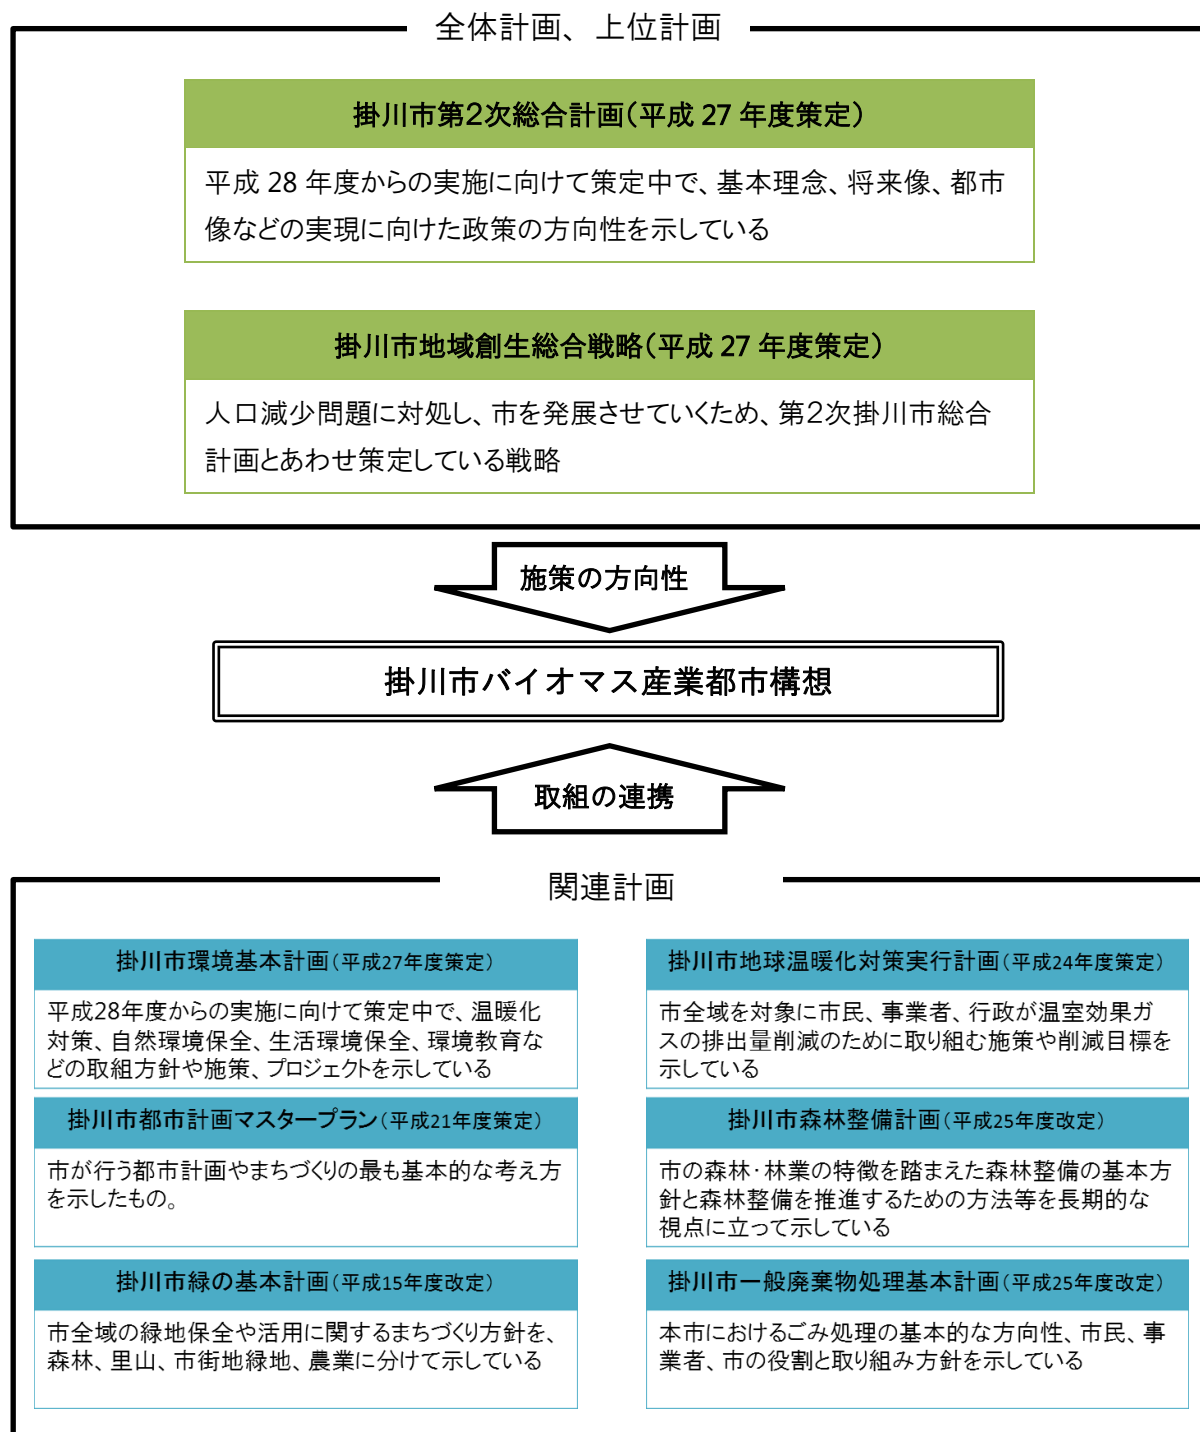 全体計画、上位計画
掛川市第2次総合計画(平成 27 年度策定)
平成 28 年度からの実施に向けて策定中で、基本理念、将来像、都市
像などの実現に向けた政策の方向性を示している
掛川市地域創生総合戦略(平成 27 年度策定)
人口減少問題に対処し、市を発展させていくため、第2次掛川市総合
計画とあわせ策定している戦略
施策の方向性
掛川市バイオマス産業都市構想
取組の連携
関連計画
掛川市環境基本計画(平成27年度策定)
平成28年度からの実施に向けて策定中で、温暖化
対策、自然環境保全、生活環境保全、環境教育な
どの取組方針や施策、プロジェクトを示している
掛川市地球温暖化対策実行計画(平成24年度策定)
市全域を対象に市民、事業者、行政が温室効果ガ
スの排出量削減のために取り組む施策や削減目標を
示している
掛川市都市計画マスタープラン(平成21年度策定)
市が行う都市計画やまちづくりの最も基本的な考え方
を示したもの。
掛川市森林整備計画(平成25年度改定)
市の森林・林業の特徴を踏まえた森林整備の基本方
針と森林整備を推進するための方法等を長期的な
視点に立って示している
掛川市緑の基本計画(平成15年度改定)
市全域の緑地保全や活用に関するまちづくり方針を、
森林、里山、市街地緑地、農業に分けて示している
掛川市一般廃棄物処理基本計画(平成25年度改定)
本市におけるごみ処理の基本的な方向性、市民、事
業者、市の役割と取り組み方針を示している